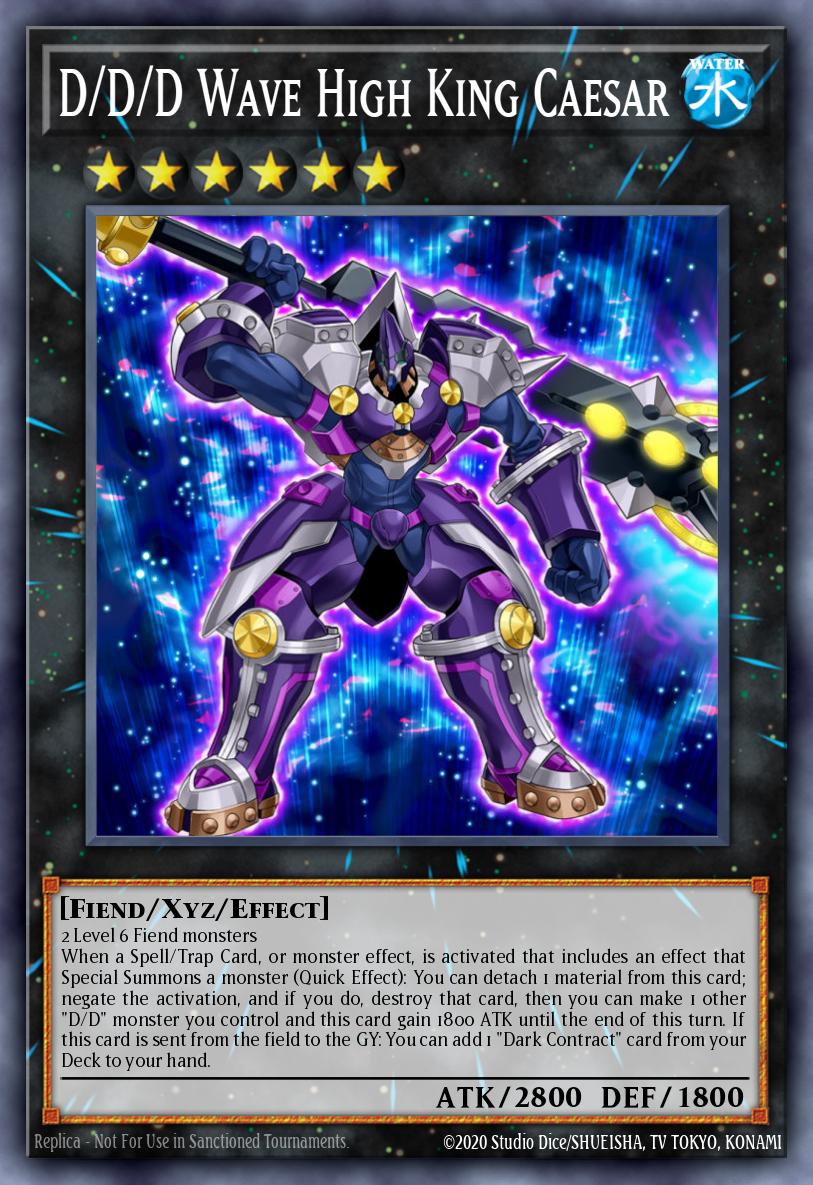 D/D/D Wave High King Caesar
WATER
水
[Fiend/Xyz/Effect]
2 Level 6 Fiend monsters
When a Spell/Trap Card, or monster effect, is activated that includes an effect that
Special Summons a monster (Quick Effect): You can detach 1 material from this card;
negate the activation, and if you do, destroy that card, then you can make 1 other
"D/D" monster you control and this card gain 1800 ATK until the end of this turn. If
this card is sent from the field to the GY: You can add 1 "Dark Contract" card from your
Deck to your hand.
ATK/2800 DEF/1800
Replica - Not For Use in Sanctioned Tournaments.
©2020 Studio Dice/SHUEISHA, TV TOKYO, KONAMI